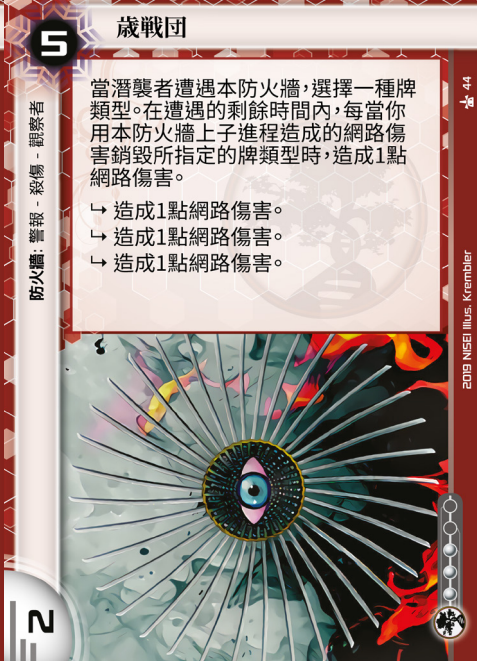 5
歳戦団
防火牆: 警報 - 殺傷 - 觀察者
當潛襲者遭遇本防火牆,選擇一種牌
類型。在遭遇的剩餘時間內,每當你
用本防火牆上子進程造成的網路傷
害銷毀所指定的牌類型時,造成1點
網路傷害。
↳ 造成1點網路傷害。
↳ 造成1點網路傷害。
↳ 造成1點網路傷害。
44
2019 NISEI Illus. Krembler
2